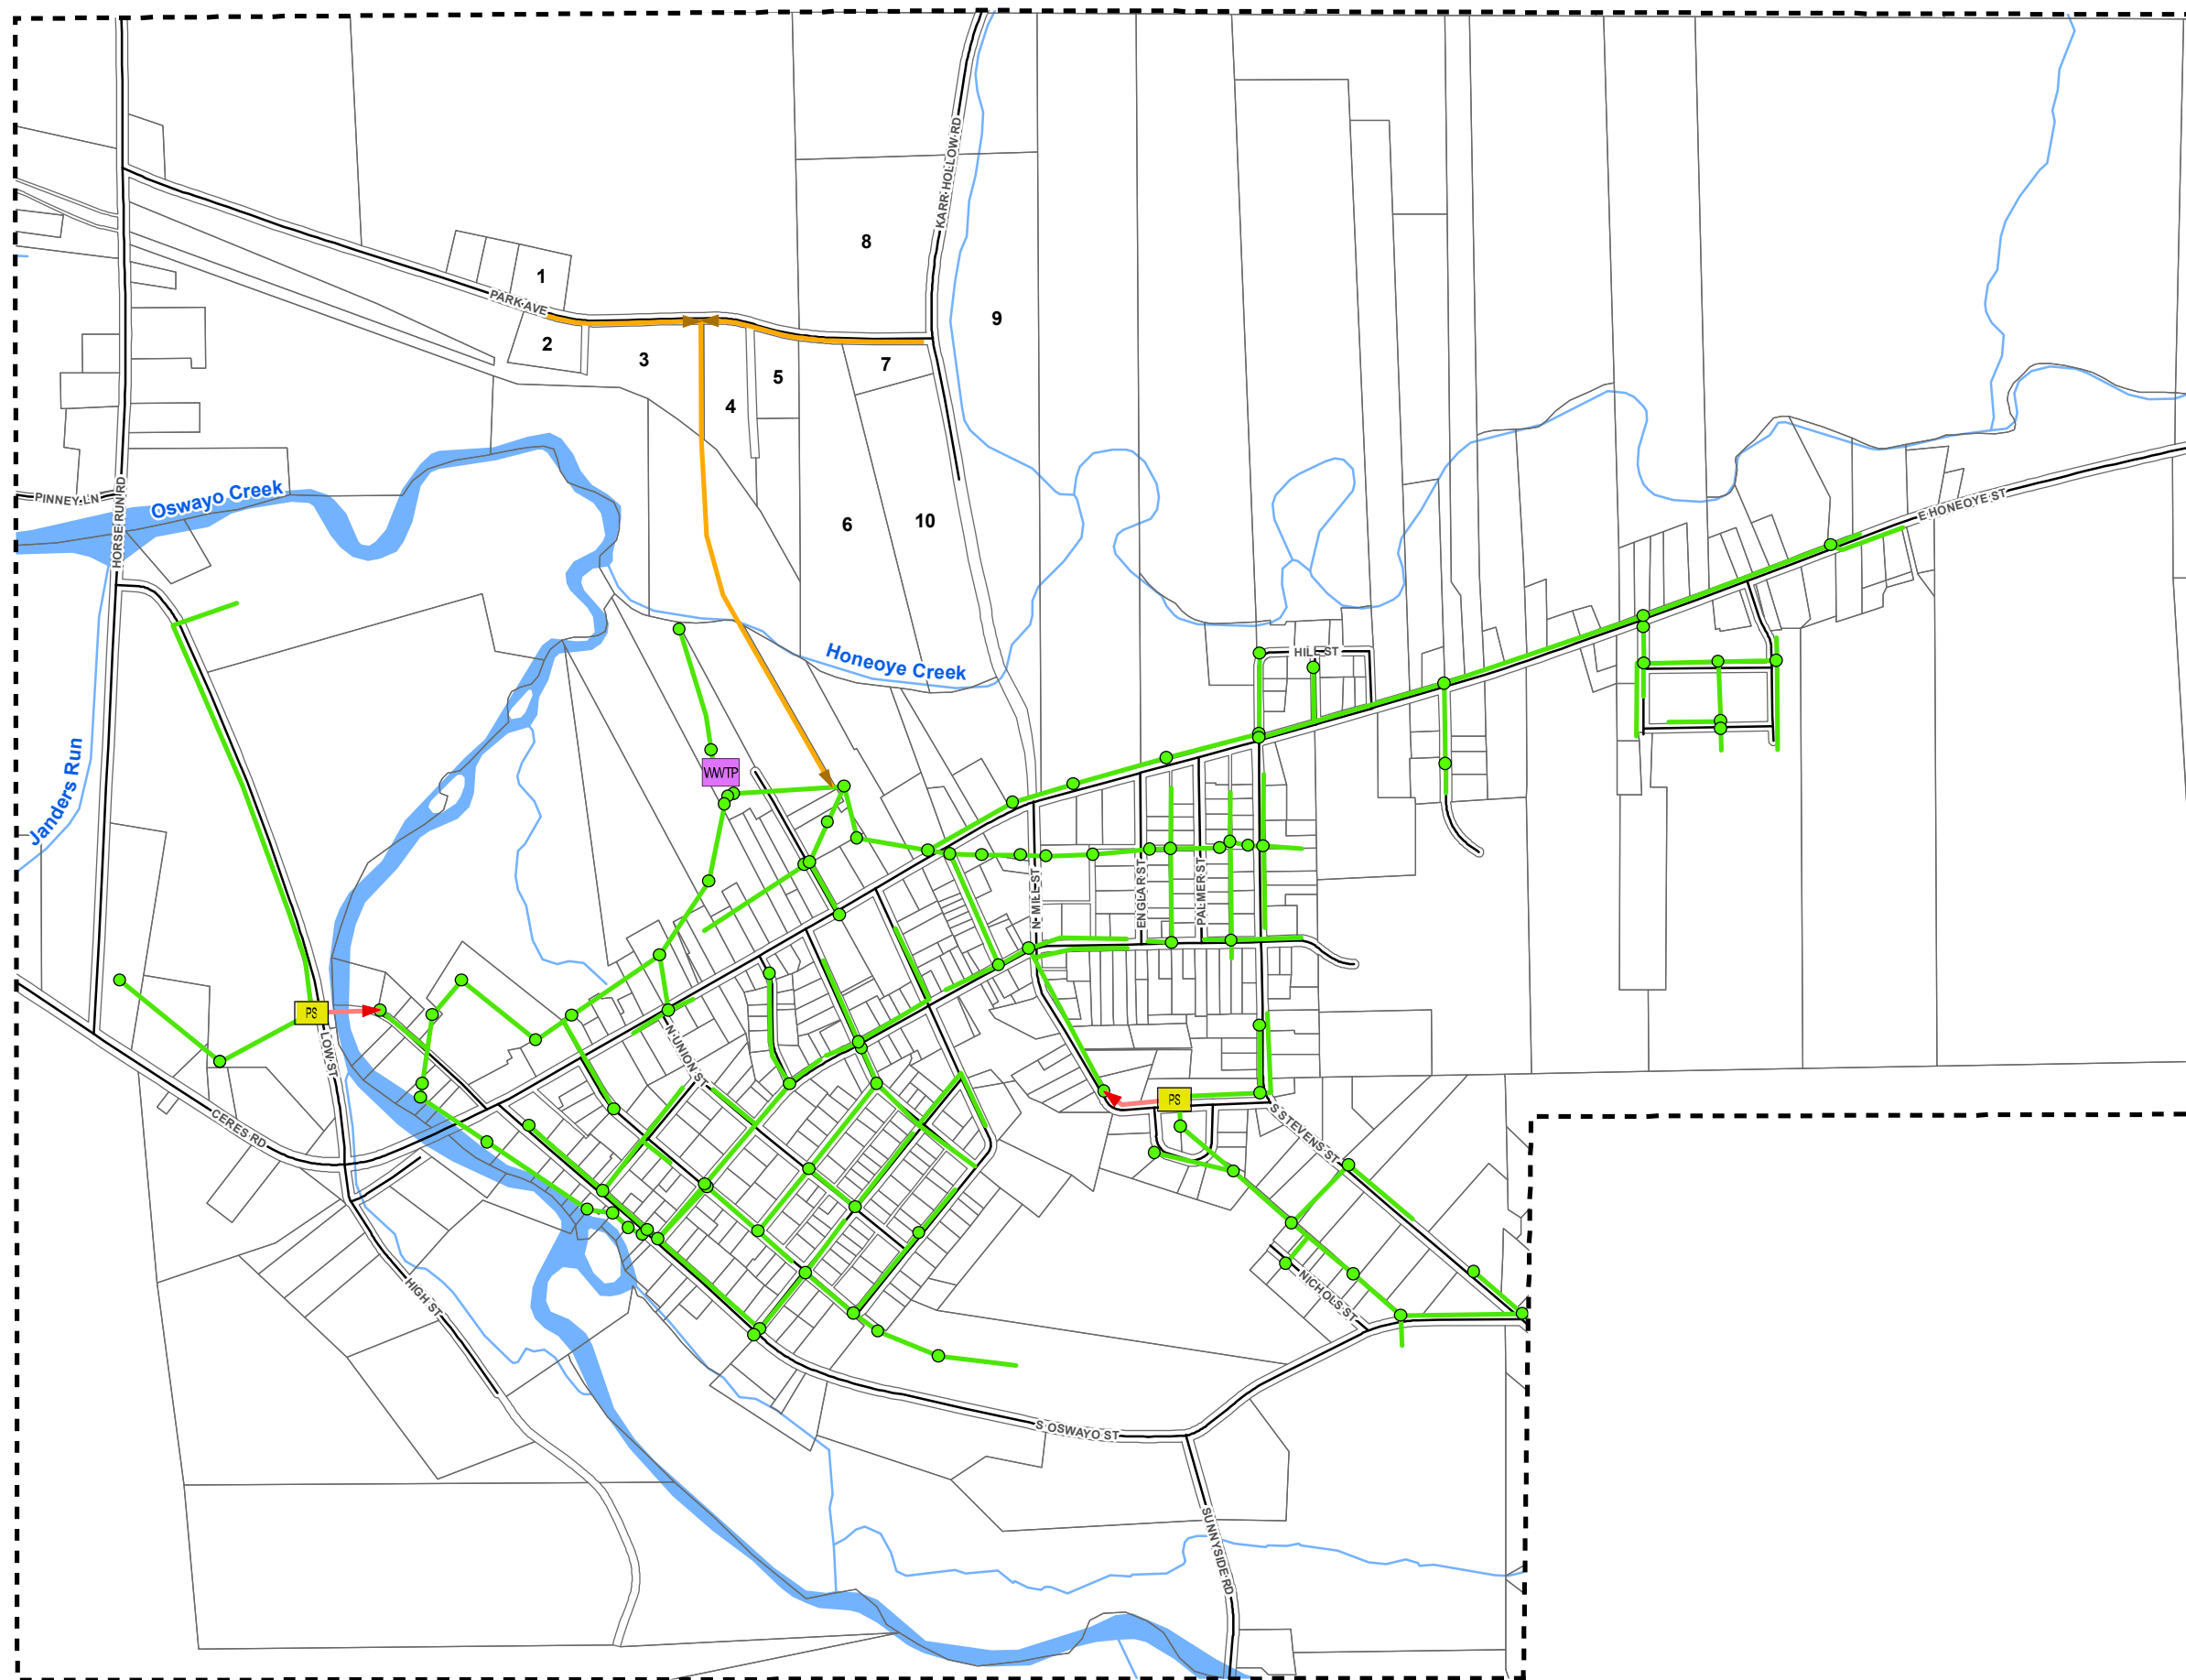 KARR HOLLOW RD
8
1
PARK AVE
9
2
3
7
5
4
PINNEY LN
HORSE RUN RD
Oswayo Creek
6
10
E HONEOYE ST
HILL ST
Honeoye Creek
Janders Run
WWTP
N MILL ST
ENGLAR ST
PALMER ST
PS
LOW ST
N UNION ST
PS
S STEVENS ST
CERES RD
HIGH ST
NICHOLS ST
S OSWAYO ST
SUNNYSIDE RD